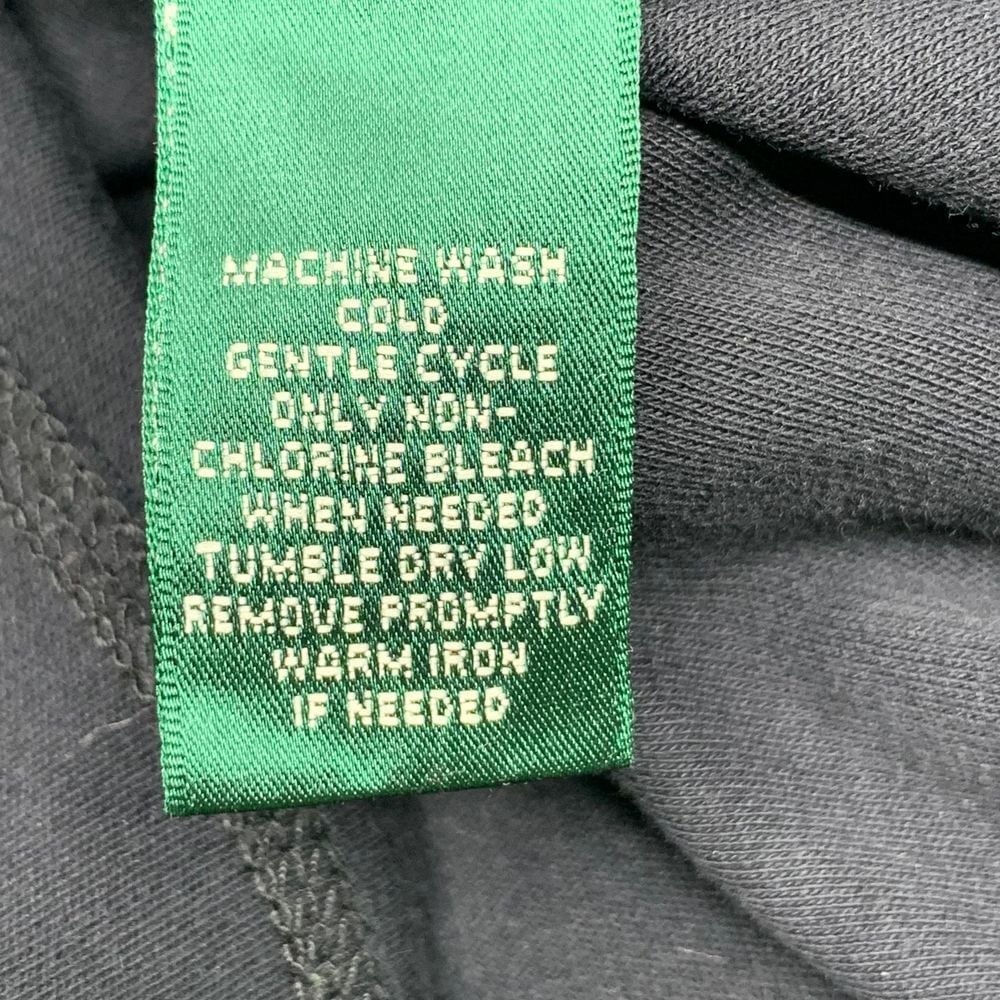 MACHINE WASH
COLD
GENTLE CYCLE
ONLY NON-
CHLORINE BLEACH
WHEN NEEDED
TUMBLE DRY LOW
REMOVE PROMPTLY
WARM IRON
IF NEEDED